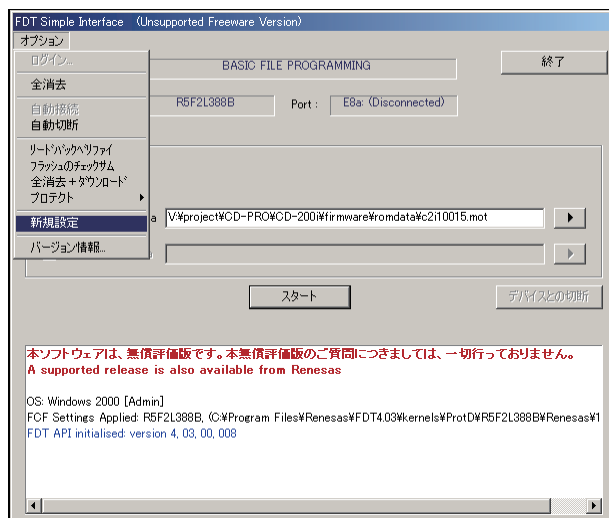 FDT Simple Interface (Unsupported Freeware Version)
オプション
ログイン...
全消去
自動接続
自動切断
リードバックベリファイ
フラッシュのチェックサム
全消去+ダウンロード
プロテクト
新規設定
バージョン情報...
BASIC FILE PROGRAMMING
終了
R5F2L388B
Port :
E8a: (Disconnected)
a
V:¥project¥CD-PRO¥CD-200i¥firmware¥romdata¥c2i10015.mot
スタート
デバイスとの切断
本ソフトウェアは、無償評価版です。本無償評価版のご質問につきましては、一切行っておりません。
A supported release is also available from Renesas
OS: Windows 2000 [Admin]
FCF Settings Applied: R5F2L388B, (C:¥Program Files¥Renesas¥FDT4.03¥kernels¥ProtD¥R5F2L388B¥Renesas¥1
FDT API initialised: version 4, 03, 00, 008